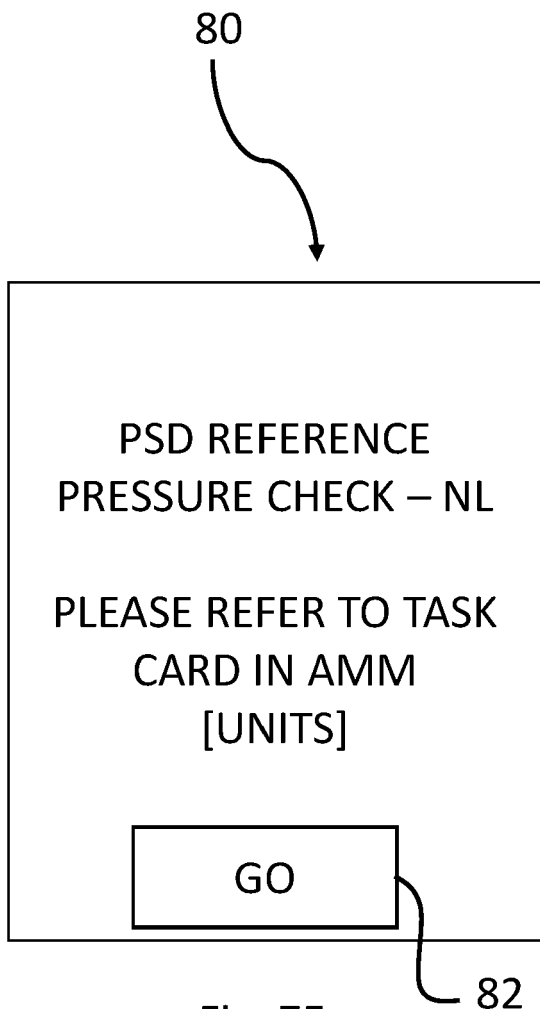 80
PSD REFERENCE
PRESSURE CHECK – NL
PLEASE REFER TO TASK
CARD IN AMM
[UNITS]
GO
82